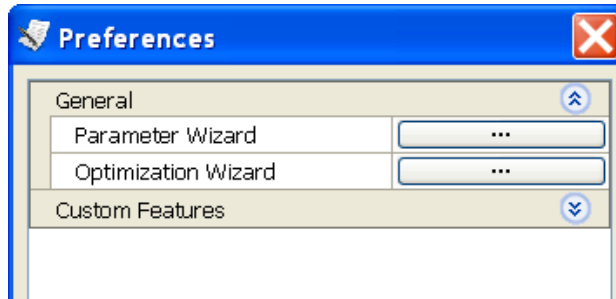 Preferences
General
Parameter Wizard ...
Optimization Wizard ...
Custom Features